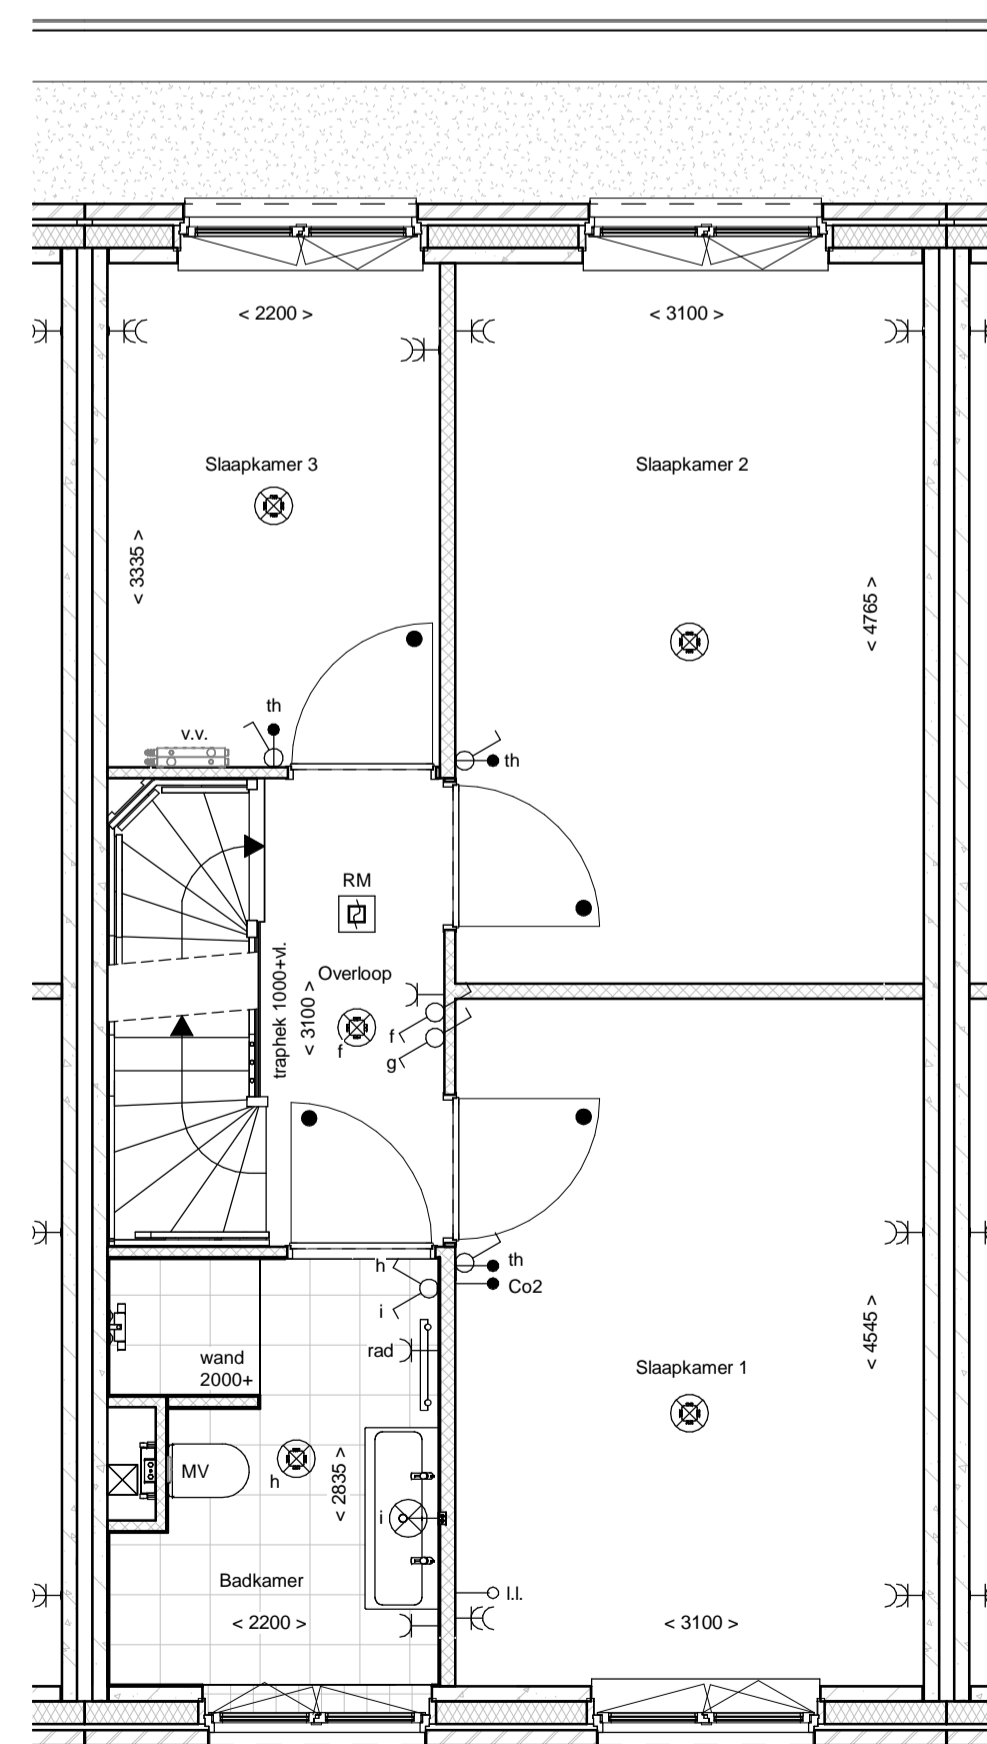 < 2200 >
< 3100 >
Slaapkamer 3
Slaapkamer 2
< 3335 >
< 4765 >
th
v.v.
th
RM
Overloop
traphek 1000+vl.
< 3100 >
f
f
g
h
i
th
Co2
rad
wand
2000+
Slaapkamer 1
< 4545 >
MV
h
< 2835 >
i
Badkamer
l.l.
< 2200 >
< 3100 >